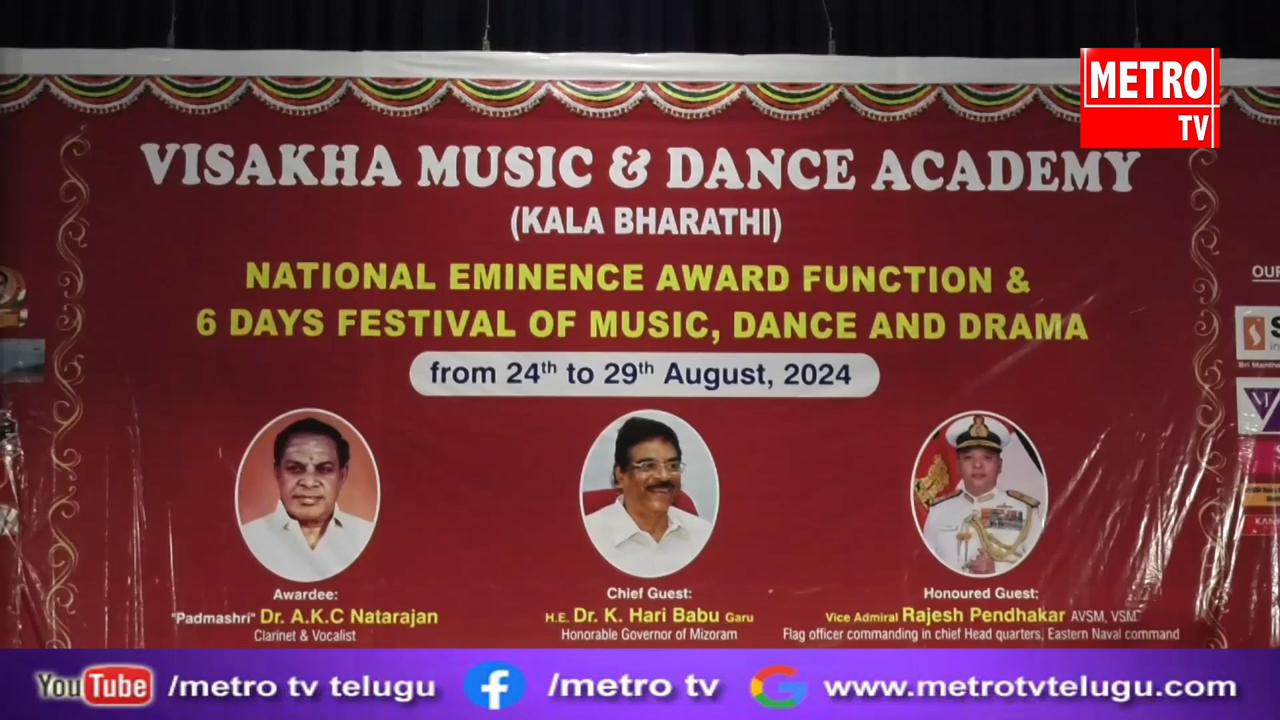 METRO
TV
VISAKHA MUSIC & DANCE ACADEMY
(KALA BHARATHI)
NATIONAL EMINENCE AWARD FUNCTION &
6 DAYS FESTIVAL OF MUSIC, DANCE AND DRAMA
from 24th to 29th August, 2024
Awardee:
"Padmashri" Dr. A.K.C Natarajan
Clarinet & Vocalist
Chief Guest:
H.E. Dr. K. Hari Babu Garu
Honorable Governor of Mizoram
Honoured Guest:
Vice Admiral Rajesh Pendhakar AVSM, VSM
Flag officer commanding in chief Head quarters, Eastern Naval command
YouTube /metro tv telugu
f /metro tv
G www.metrotvtelugu.com